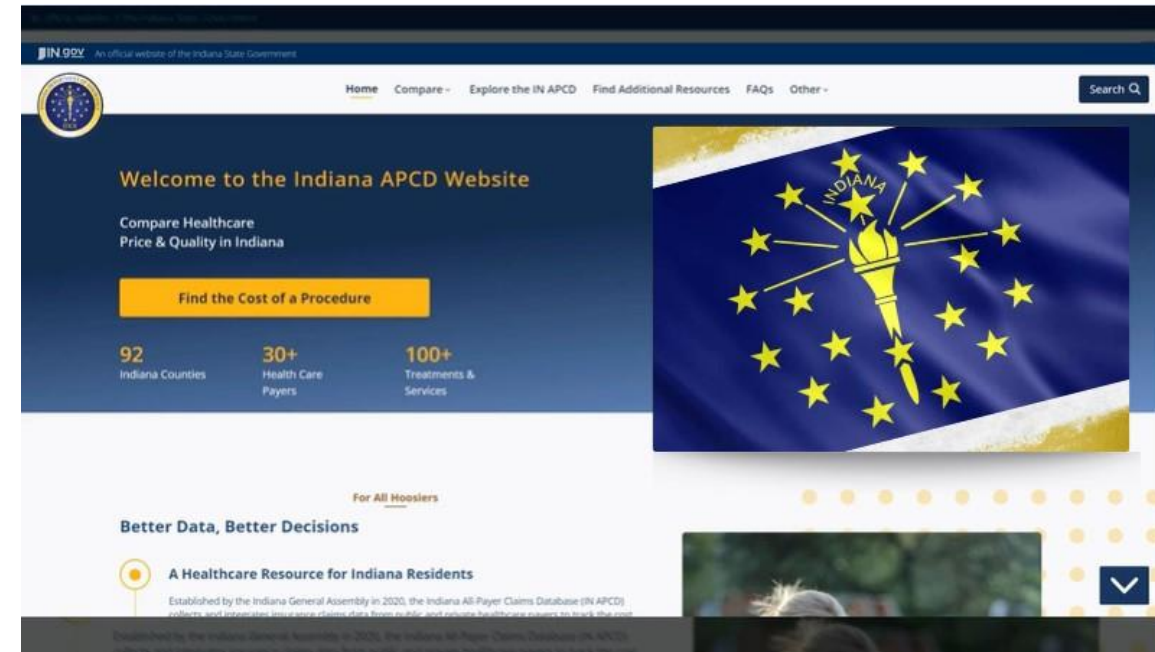 IN.gov An official website of the Indiana State Government
Home Compare Explore the IN APCD Find Additional Resources FAQs Other
Search
Welcome to the Indiana APCD Website
Compare Healthcare
Price & Quality in Indiana
Find the Cost of a Procedure
92 30+ 100+
Indiana Counties Health Care Treatments &
Payers Services
INDIANA
For All Hoosiers
Better Data, Better Decisions
A Healthcare Resource for Indiana Residents
Established by the Indiana General Assembly in 2020, the Indiana All-Payer Claims Database (IN APCD)
collects and integrates insurance claims data from public and private healthcare payers to track the cost